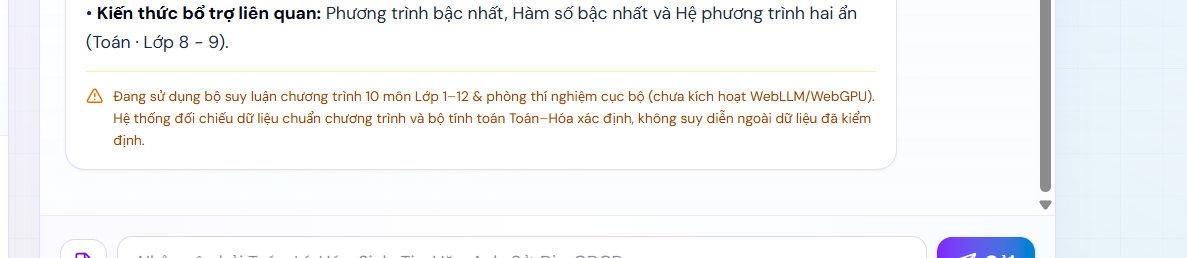 • Kiến thức bổ trợ liên quan: Phương trình bậc nhất, Hàm số bậc nhất và Hệ phương trình hai ẩn
(Toán · Lớp 8 - 9).
Đang sử dụng bộ suy luận chương trình 10 môn Lớp 1–12 & phòng thí nghiệm cục bộ (chưa kích hoạt WebLLM/WebGPU).
Hệ thống đối chiếu dữ liệu chuẩn chương trình và bộ tính toán Toán–Hóa xác định, không suy diễn ngoài dữ liệu đã kiểm
định.